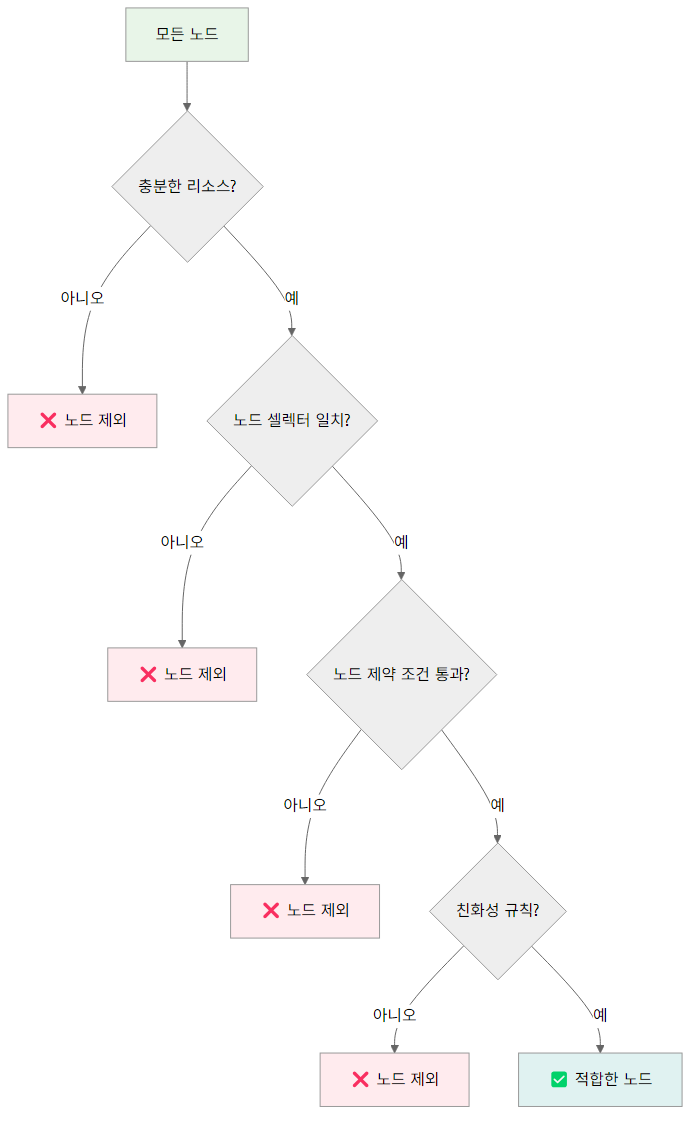 모든 노드
충분한 리소스?
아니오
예
❌ 노드 제외
노드 셀렉터 일치?
아니오
예
❌ 노드 제외
노드 제약 조건 통과?
아니오
예
❌ 노드 제외
친화성 규칙?
아니오
예
❌ 노드 제외
✅ 적합한 노드